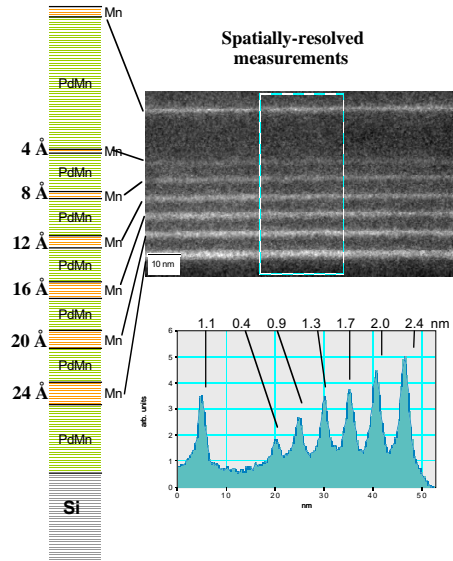 Mn
Spatially-resolved
measurements
PdMn
4 Å
Mn
PdMn
8 Å
Mn
PdMn
12 Å
Mn
10 nm
PdMn
16 Å
Mn
PdMn
20 Å
Mn
PdMn
24 Å
Mn
PdMn
Si
1.1 0.4 0.9 1.3 1.7 2.0 2.4 nm
6
5
4
3
2
1
0
arb. units
0 10 20 30 40 50
nm